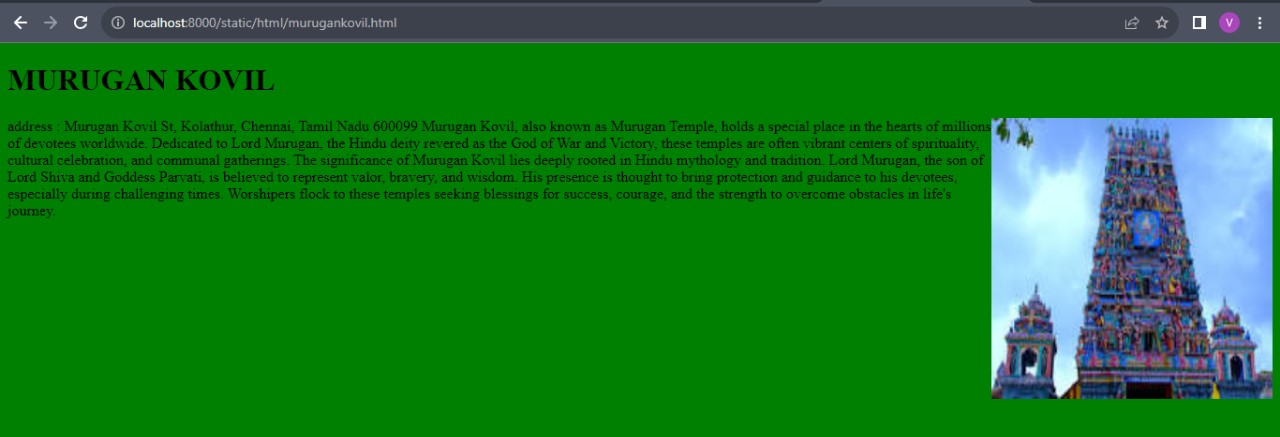 localhost:8000/static/html/murugankovil.html
V
MURUGAN KOVIL
address : Murugan Kovil St, Kolathur, Chennai, Tamil Nadu 600099 Murugan Kovil, also known as Murugan Temple, holds a special place in the hearts of millions
of devotees worldwide. Dedicated to Lord Murugan, the Hindu deity revered as the God of War and Victory, these temples are often vibrant centers of spirituality,
cultural celebration, and communal gatherings. The significance of Murugan Kovil lies deeply rooted in Hindu mythology and tradition. Lord Murugan, the son of
Lord Shiva and Goddess Parvati, is believed to represent valor, bravery, and wisdom. His presence is thought to bring protection and guidance to his devotees,
especially during challenging times. Worshipers flock to these temples seeking blessings for success, courage, and the strength to overcome obstacles in life's
journey.